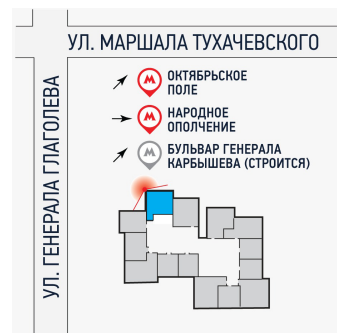 УЛ. МАРШАЛА ТУХАЧЕВСКОГО
УЛ. ГЕНЕРАЛА ГЛАГОЛЕВА
М ОКТЯБРЬСКОЕ
ПОЛЕ
М НАРОДНОЕ
ОПОЛЧЕНИЕ
М БУЛЬВАР ГЕНЕРАЛА
КАРБЫШЕВА (СТРОИТСЯ)